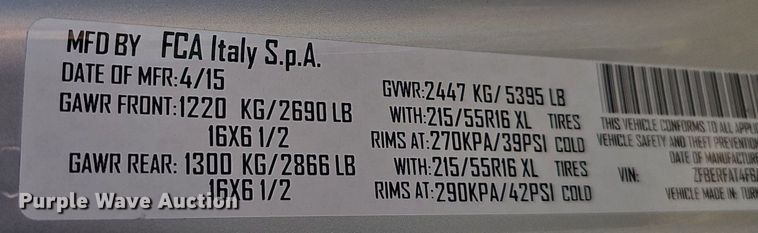 MFD BY FCA Italy S.p.A.
DATE OF MFR:4/15
GAWR FRONT:1220 KG/2690 LB
16X6 1/2
GAWR REAR: 1300 KG/2866 LB
16X6 1/2
GVWR:2447 KG/ 5395 LB
WITH:215/55R16 XL TIRES
RIMS AT:270KPA/39PSI COLD
WITH:215/55R16 XL TIRES
RIMS AT:290KPA/42PSI COLD
THIS VEHICLE CONFORMS TO ALL
VEHICLE SAFETY AND THEFT PREVENTION
DATE OF
VIN:
VEHICLE MADE IN:
Purple Wave Auction